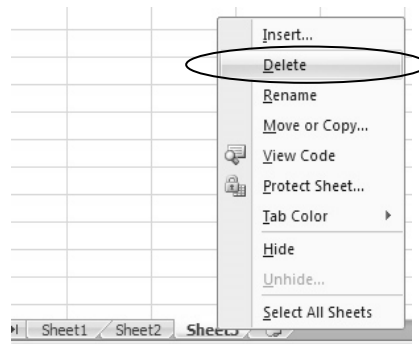 Insert...
Delete
Rename
Move or Copy...
View Code
Protect Sheet...
Tab Color
Hide
Unhide...
Select All Sheets
Sheet1 Sheet2 Sheet3